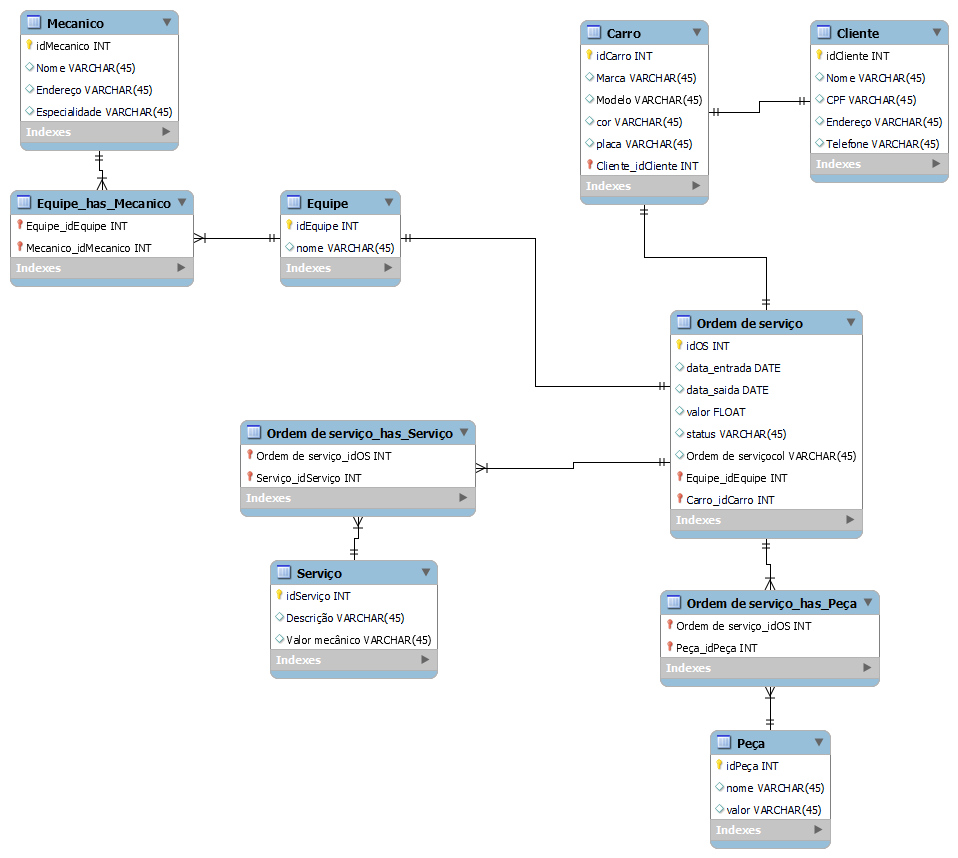 Mecanico
idMecanico INT
Nome VARCHAR(45)
Endereço VARCHAR(45)
Especialidade VARCHAR(45)
Indexes
Carro
idCarro INT
Marca VARCHAR(45)
Modelo VARCHAR(45)
cor VARCHAR(45)
placa VARCHAR(45)
Cliente_idCliente INT
Indexes
Cliente
idCliente INT
Nome VARCHAR(45)
CPF VARCHAR(45)
Endereço VARCHAR(45)
Telefone VARCHAR(45)
Indexes
Equipe_has_Mecanico
Equipe_idEquipe INT
Mecanico_idMecanico INT
Indexes
Equipe
idEquipe INT
nome VARCHAR(45)
Indexes
Ordem de serviço
idOS INT
data_entrada DATE
data_saida DATE
valor FLOAT
status VARCHAR(45)
Ordem de serviçocol VARCHAR(45)
Equipe_idEquipe INT
Carro_idCarro INT
Indexes
Ordem de serviço_has_Serviço
Ordem de serviço_idOS INT
Serviço_idServiço INT
Indexes
Serviço
idServiço INT
Descrição VARCHAR(45)
Valor mecânico VARCHAR(45)
Indexes
Ordem de serviço_has_Peça
Ordem de serviço_idOS INT
Peça_idPeça INT
Indexes
Peça
idPeça INT
nome VARCHAR(45)
valor VARCHAR(45)
Indexes